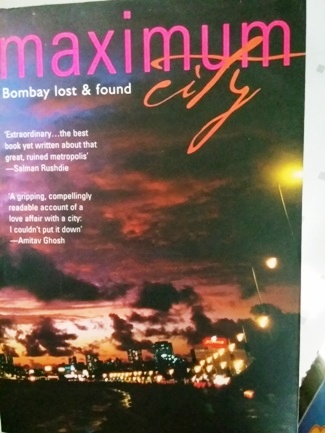 maximum
city
Bombay lost & found
'Extraordinary...the best
book yet written about that
great, ruined metropolis'
—Salman Rushdie
'A gripping, compellingly
readable account of a
love affair with a city:
I couldn't put it down'
—Amitav Ghosh